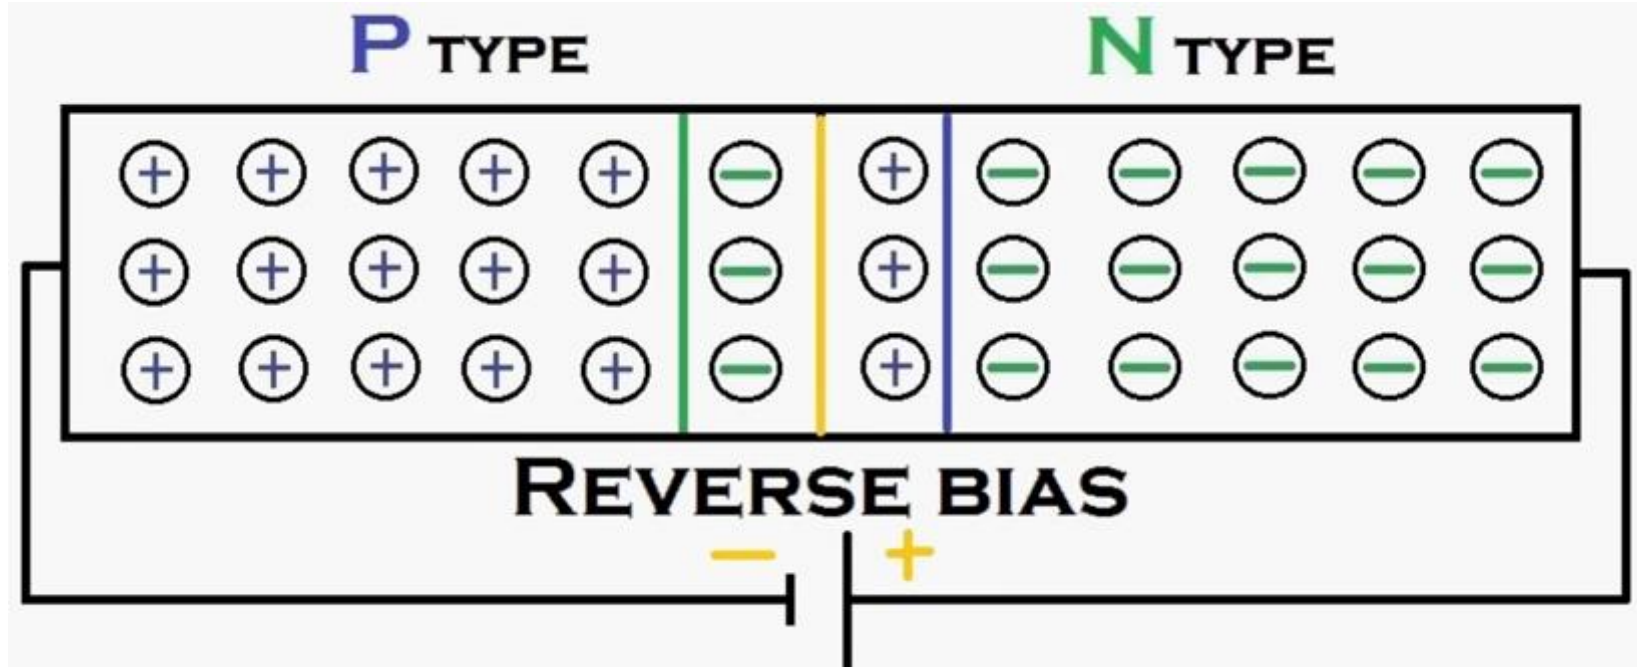 P TYPE N TYPE
+ + + + + − + − − − − −
+ + + + + − + − − − − −
+ + + + + − + − − − − −
REVERSE BIAS
− +